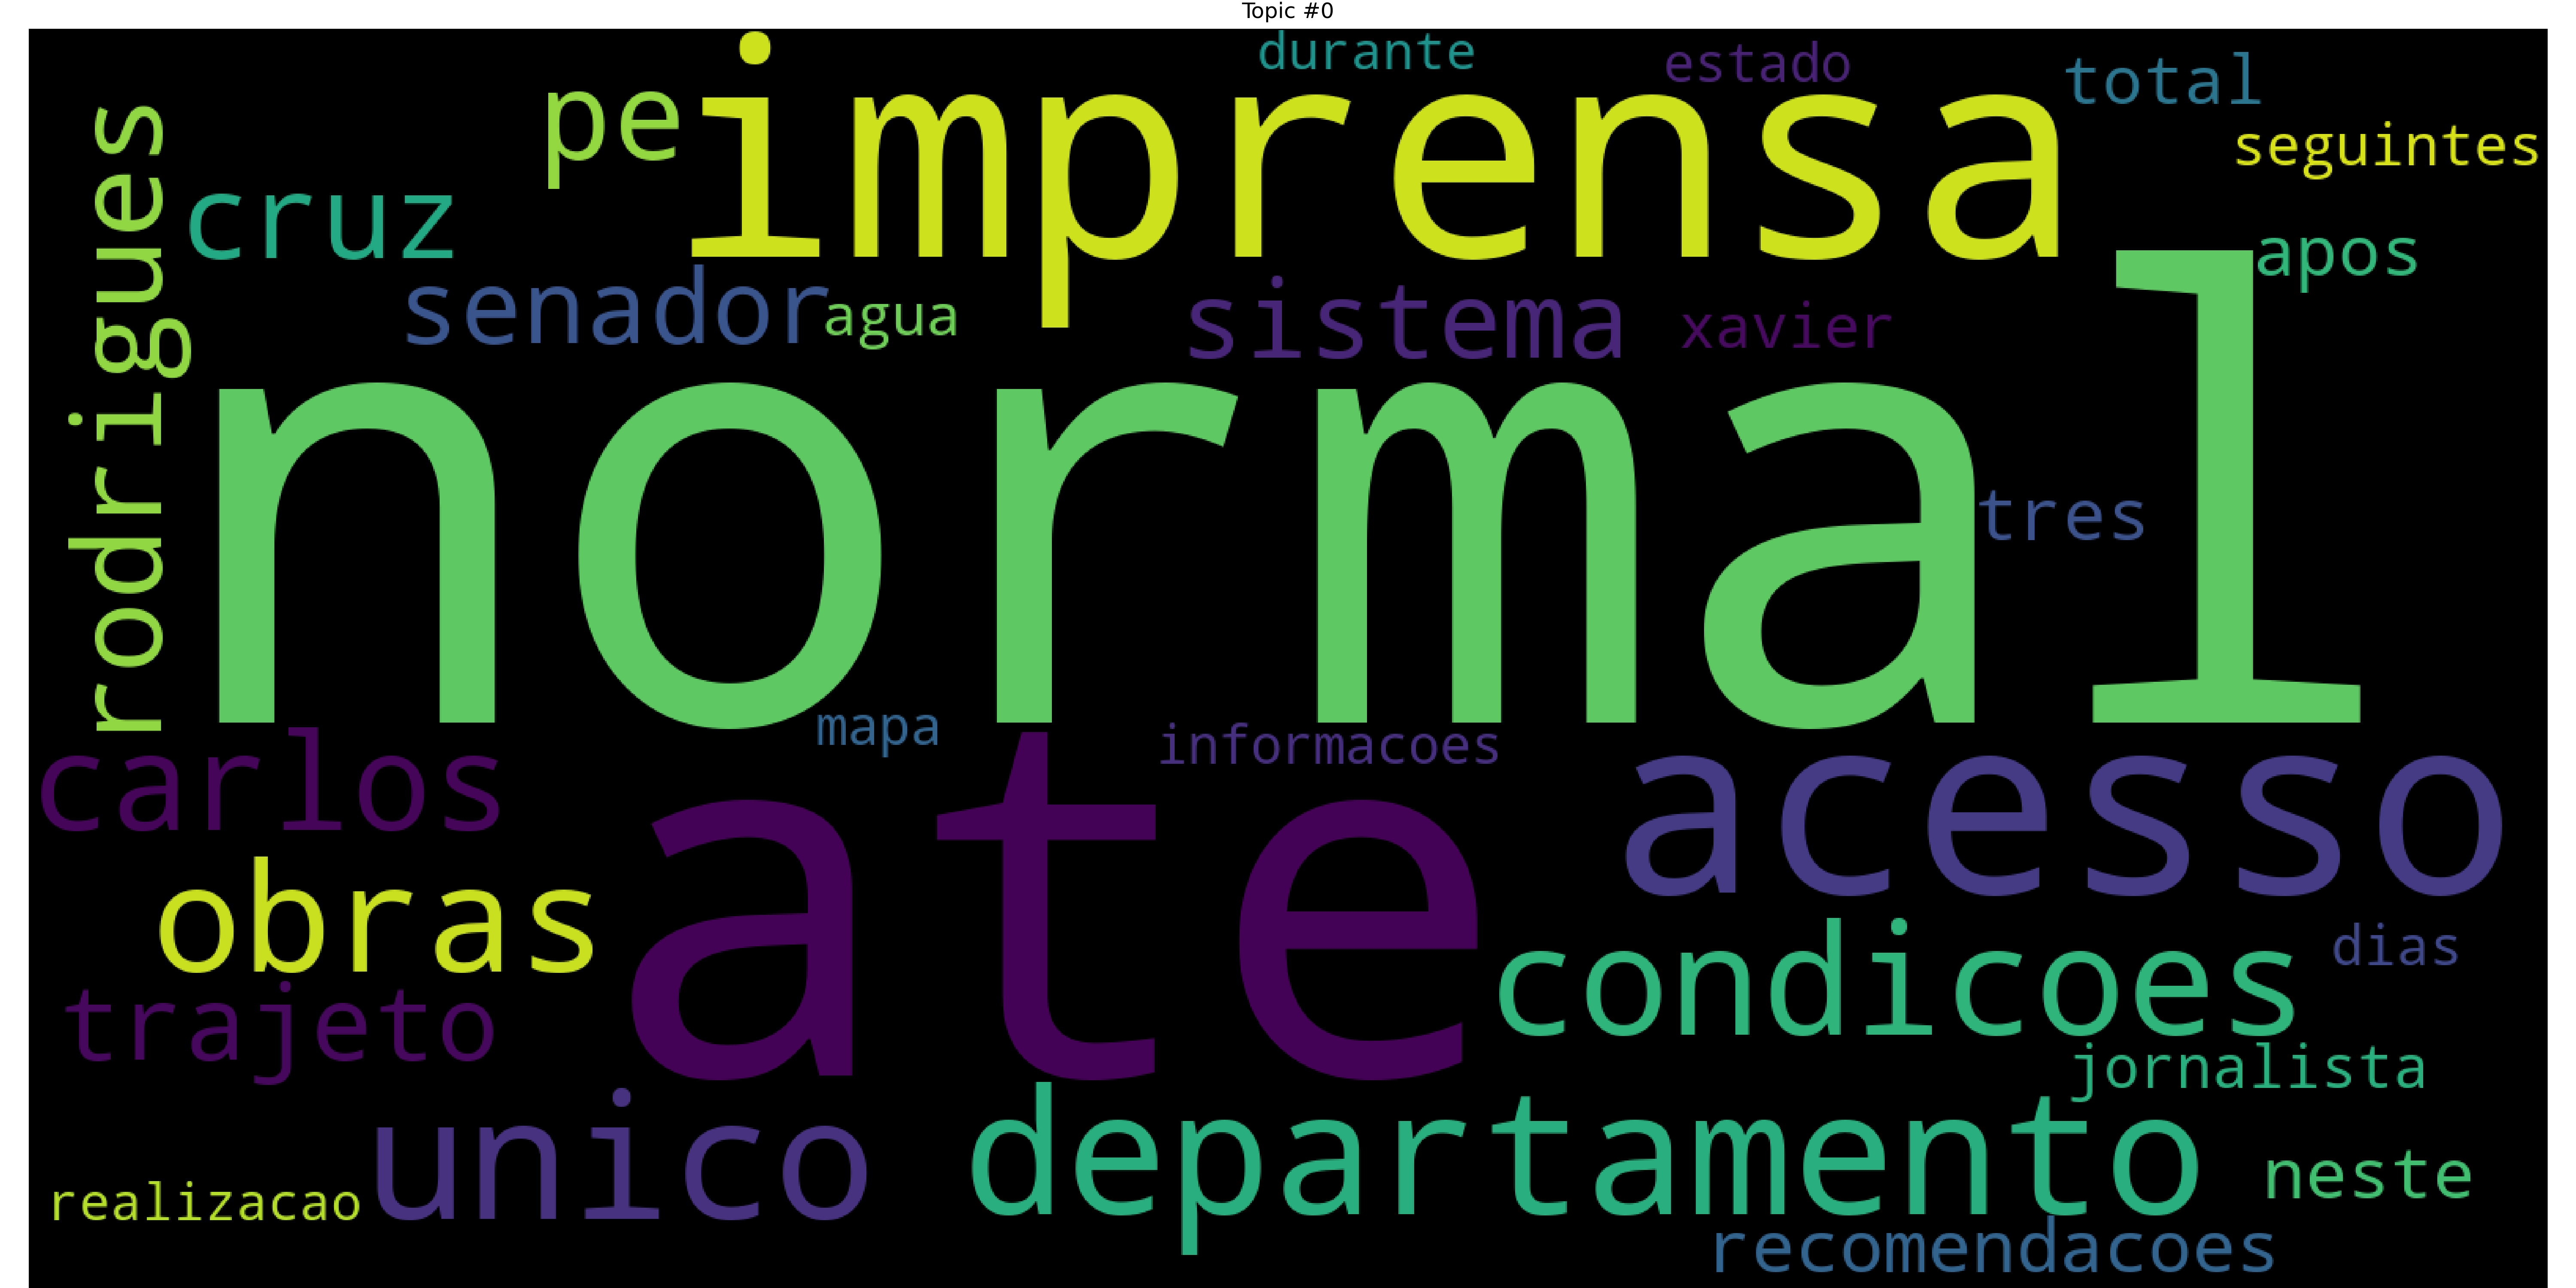 Topic #0
durante
estado
total
pe
imprensa
seguintes
rodrigues
cruz
apos
senador
agua
sistema
xavier
normal
tres
mapa
informacoes
carlos
ate
acesso
obras
condicoes
dias
trajeto
jornalista
unico
departamento
neste
realizacao
recomendacoes